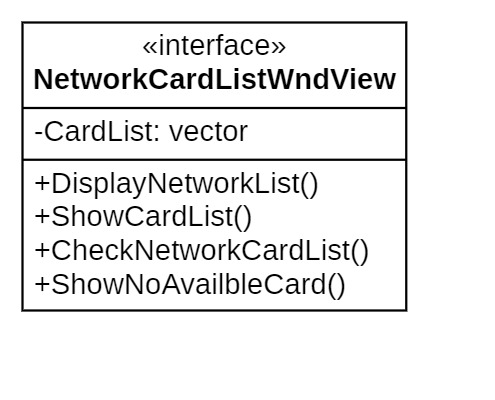 «interface»
NetworkCardListWndView
-CardList: vector
+DisplayNetworkList()
+ShowCardList()
+CheckNetworkCardList()
+ShowNoAvailbleCard()